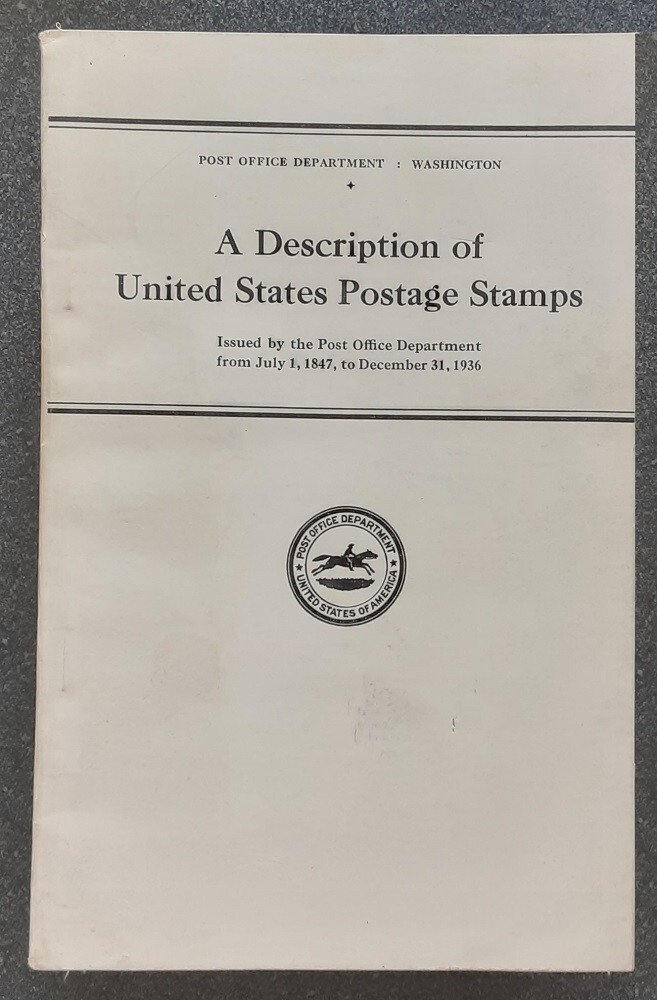 POST OFFICE DEPARTMENT : WASHINGTON
A Description of
United States Postage Stamps
Issued by the Post Office Department
from July 1, 1847, to December 31, 1936
POST OFFICE DEPARTMENT
UNITED STATES OF AMERICA